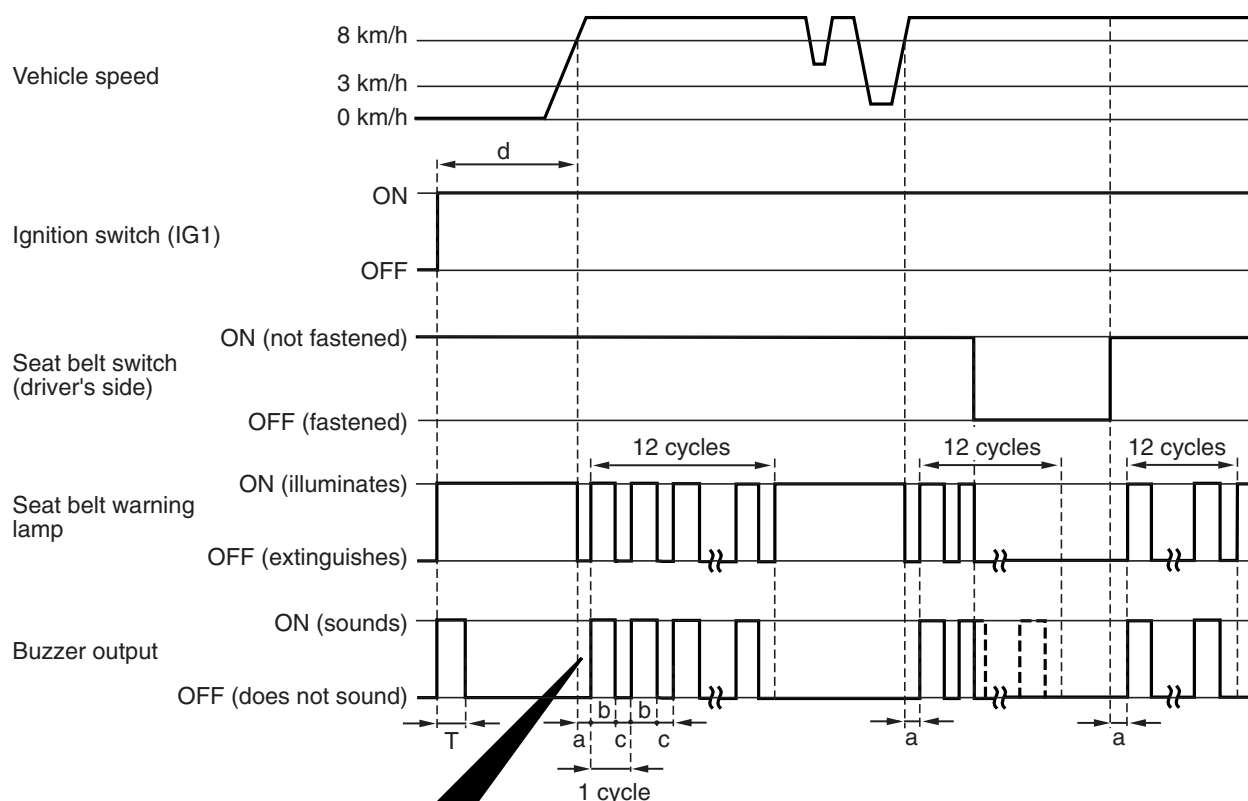 8 km/h
Vehicle speed
3 km/h
0 km/h
d
ON
Ignition switch (IG1)
OFF
ON (not fastened)
Seat belt switch
(driver's side)
OFF (fastened)
12 cycles 12 cycles 12 cycles
ON (illuminates)
Seat belt warning
lamp
OFF (extinguishes)
ON (sounds)
Buzzer output
OFF (does not sound)
b b
T a c c a a
1 cycle